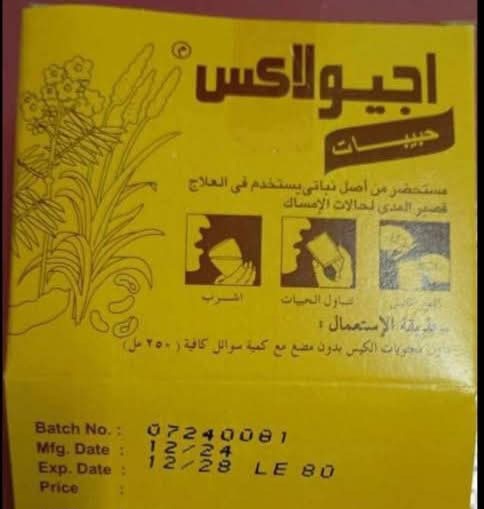 اجيولاكس م
حبيبات
مستحضر من أصل نباتى يستخدم فى العلاج
قصير المدى لحالات الإمساك
تناول الحبيبات اشرب
طريقة الإستعمال :
محتويات الكيس بدون مضغ مع كمية سوائل كافية ( ٢٥٠ مل )
Batch No. : 07240081
Mfg. Date : 12/24
Exp. Date : 12/28 LE 80
Price :